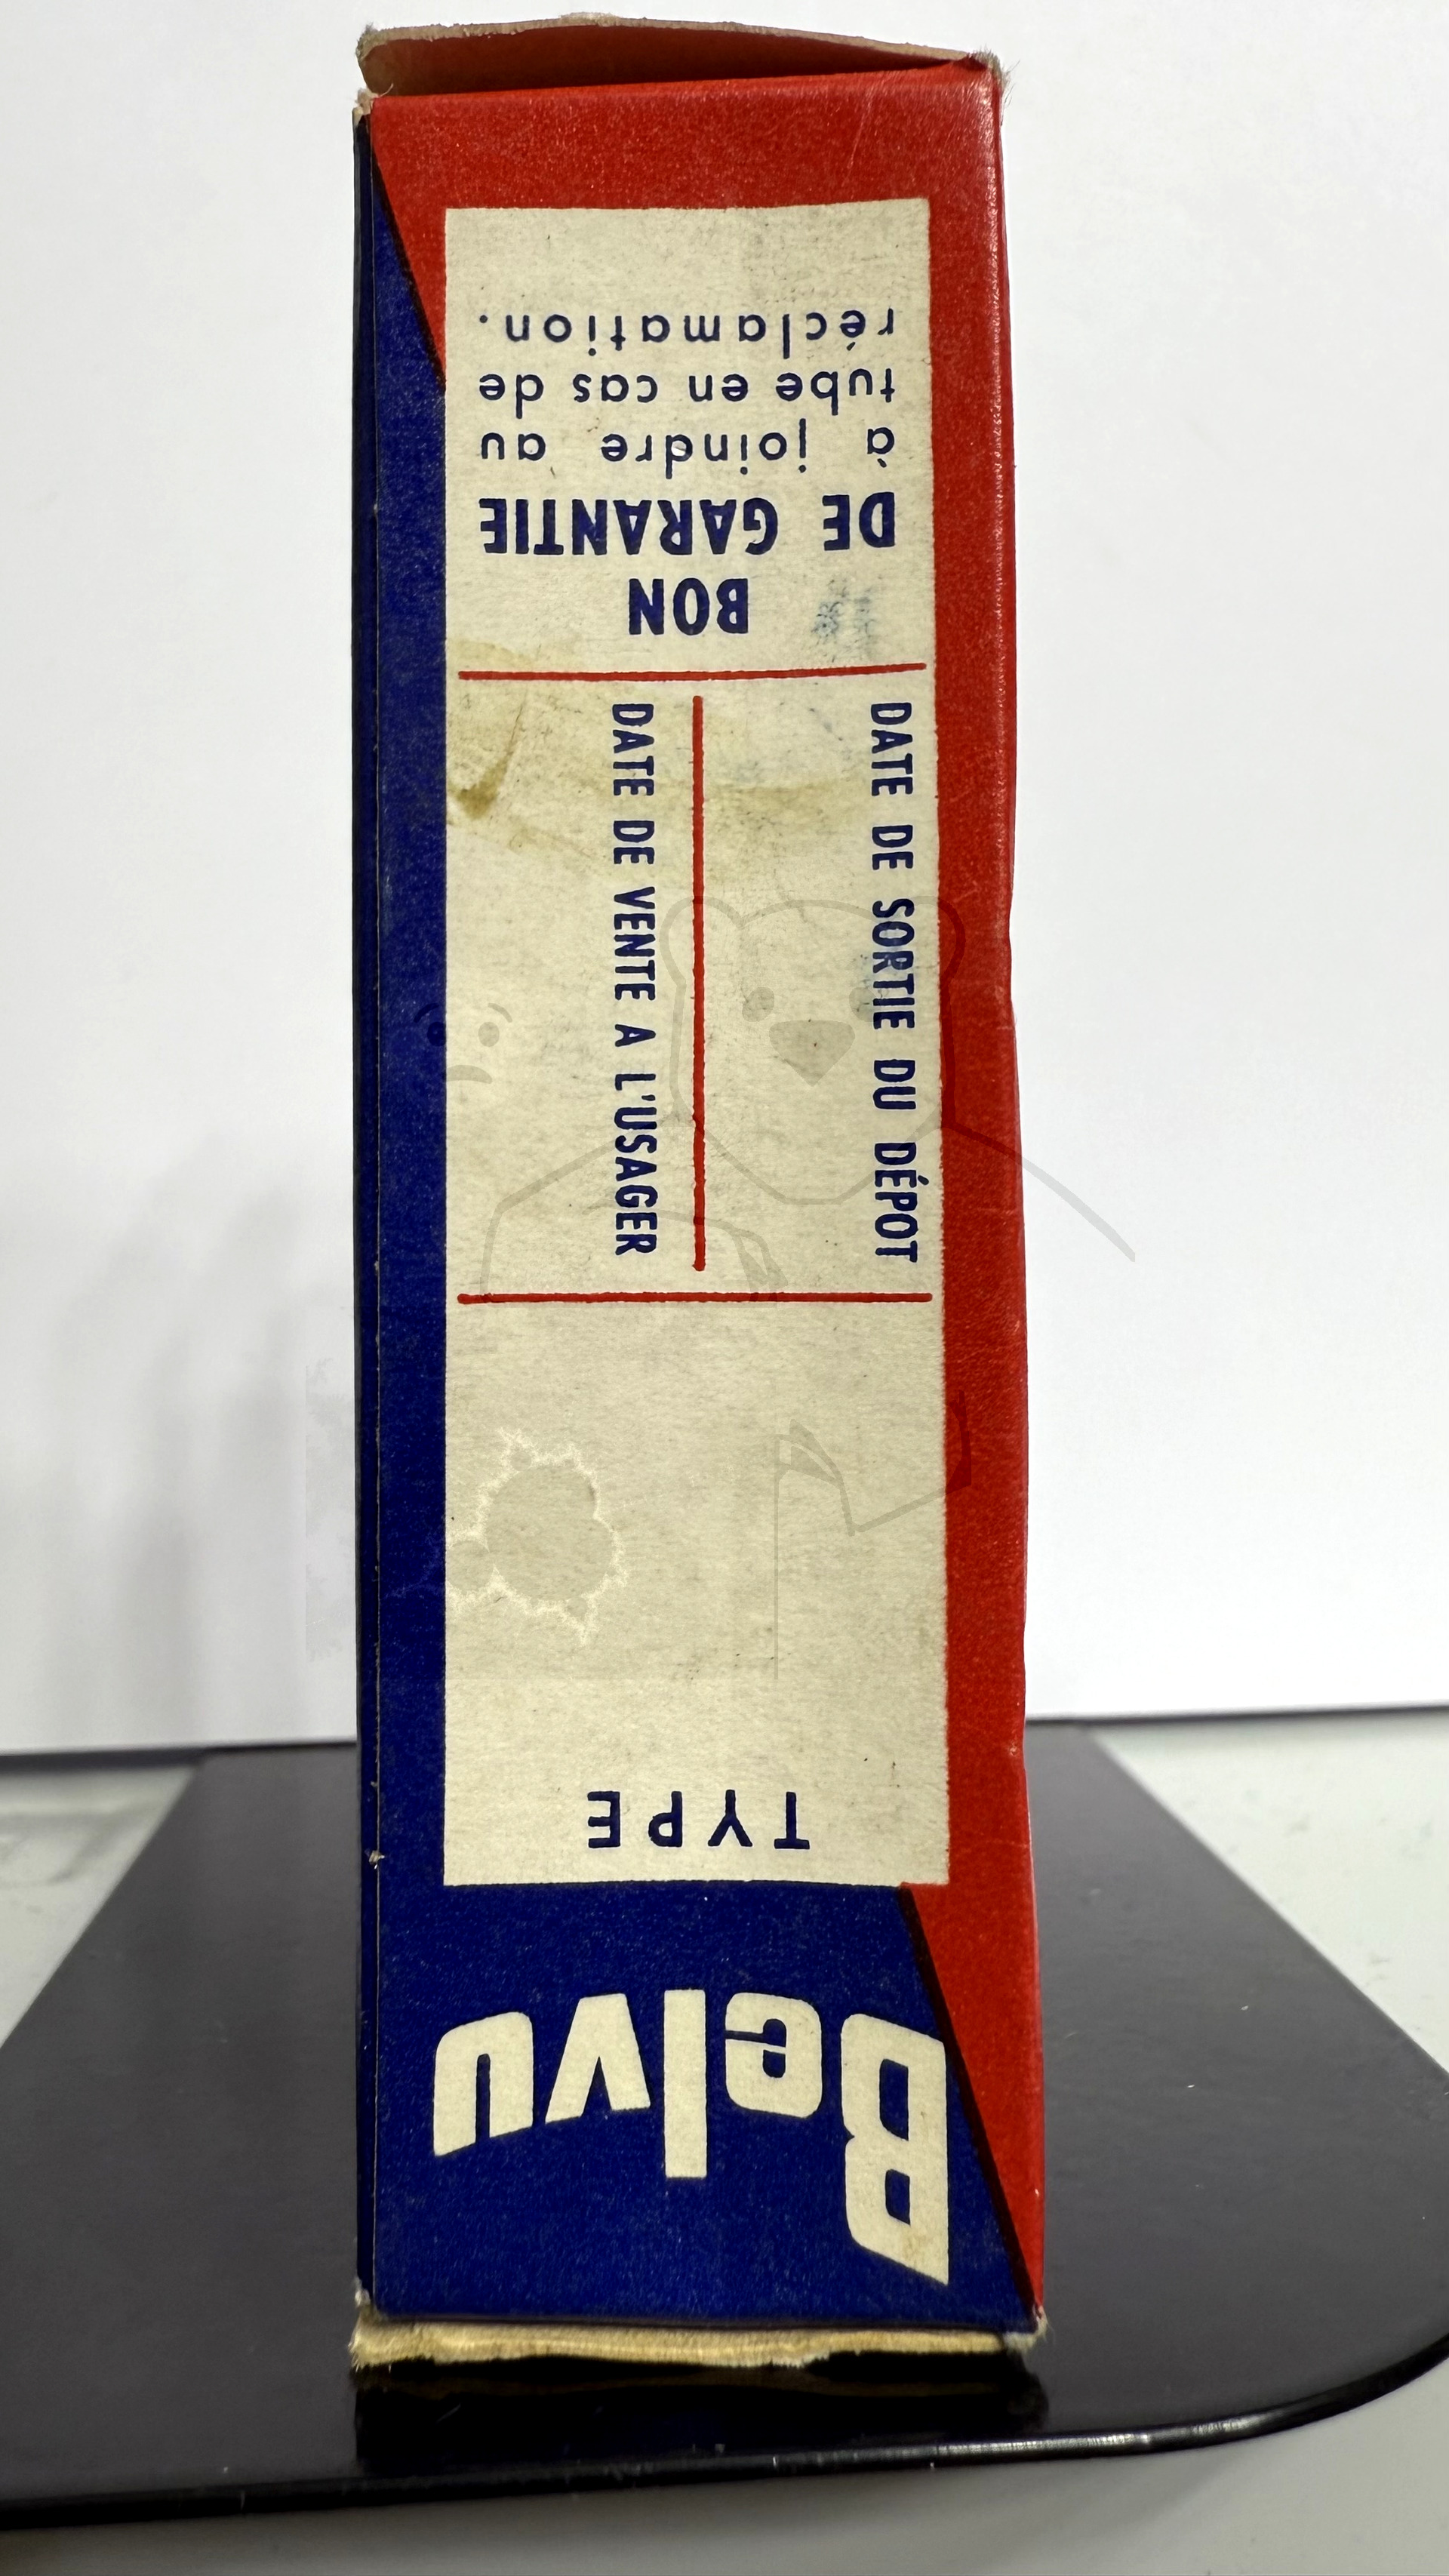 Belvu
TYPE
DATE DE SORTIE DU DÉPOT
DATE DE VENTE A L'USAGER
BON
DE GARANTIE
à joindre au
tube en cas de
réclamation.